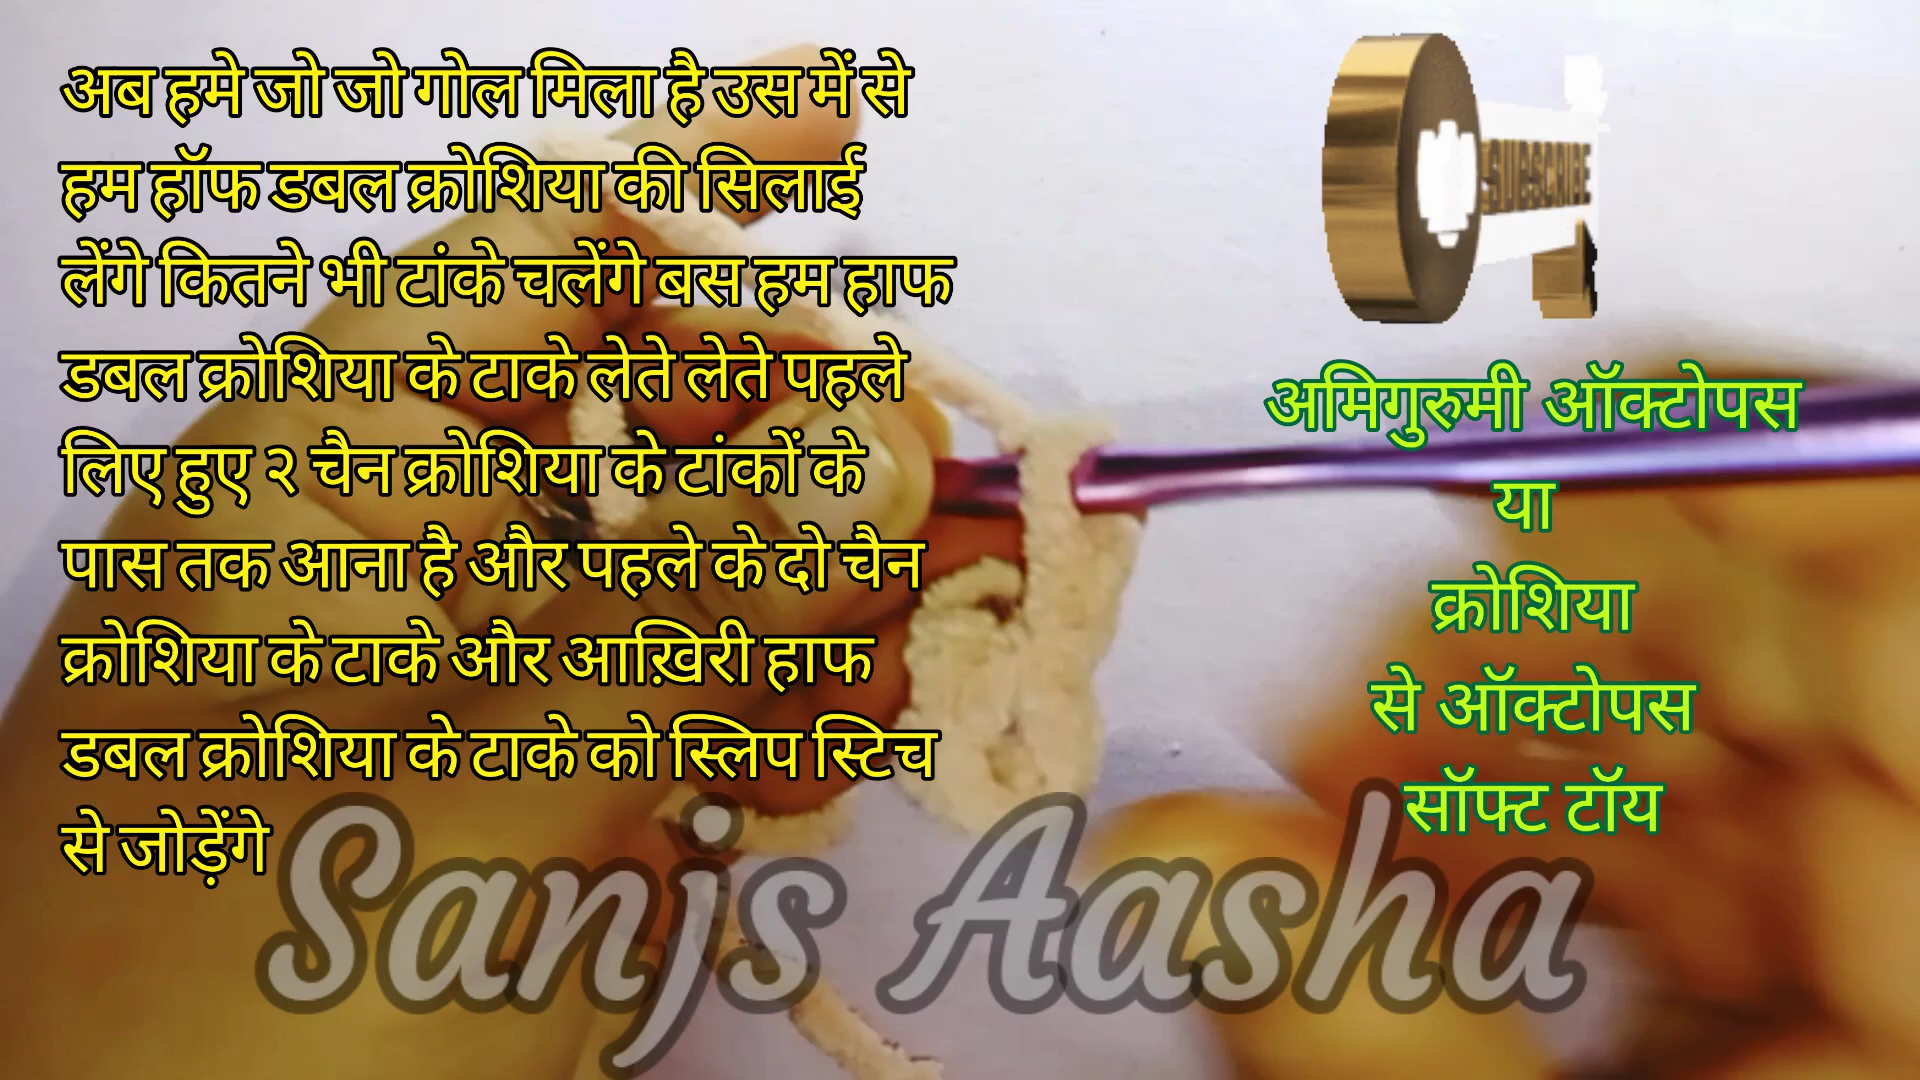 अब हमे जो जो गोल मिला है उस में से
हम हॉफ डबल क्रोशिया की सिलाई
लेंगे कितने भी टांके चलेंगे बस हम हाफ
डबल क्रोशिया के टाके लेते लेते पहले
लिए हुए २ चैन क्रोशिया के टांकों के
पास तक आना है और पहले के दो चैन
क्रोशिया के टाके और आख़िरी हाफ
डबल क्रोशिया के टाके को स्लिप स्टिच
से जोड़ेंगे
SUBSCRIBE
अमिगुरुमी ऑक्टोपस
या
क्रोशिया
से ऑक्टोपस
सॉफ्ट टॉय
Sanjs Aasha